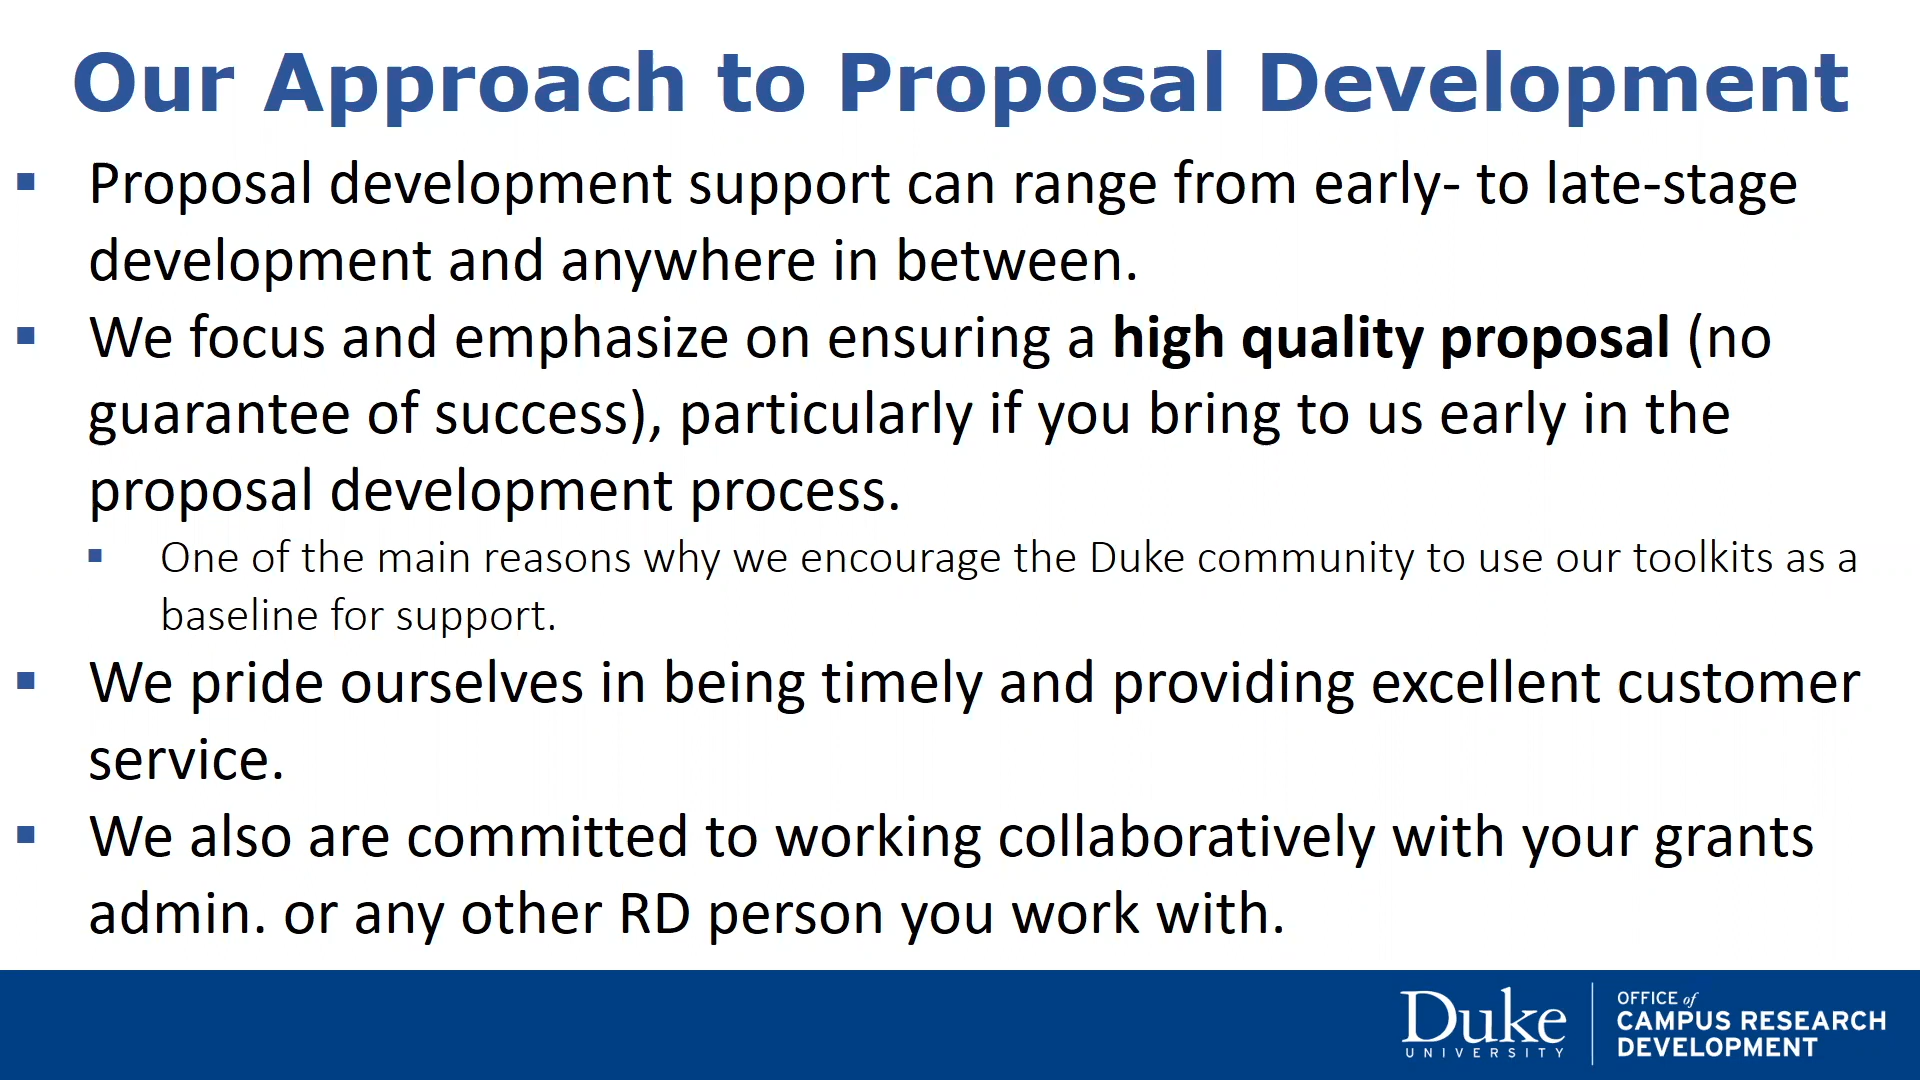 Our Approach to Proposal Development
▪ Proposal development support can range from early- to late-stage
development and anywhere in between.
▪ We focus and emphasize on ensuring a high quality proposal (no
guarantee of success), particularly if you bring to us early in the
proposal development process.
▪ One of the main reasons why we encourage the Duke community to use our toolkits as a
baseline for support.
▪ We pride ourselves in being timely and providing excellent customer
service.
▪ We also are committed to working collaboratively with your grants
admin. or any other RD person you work with.
Duke
UNIVERSITY
OFFICE of
CAMPUS RESEARCH
DEVELOPMENT